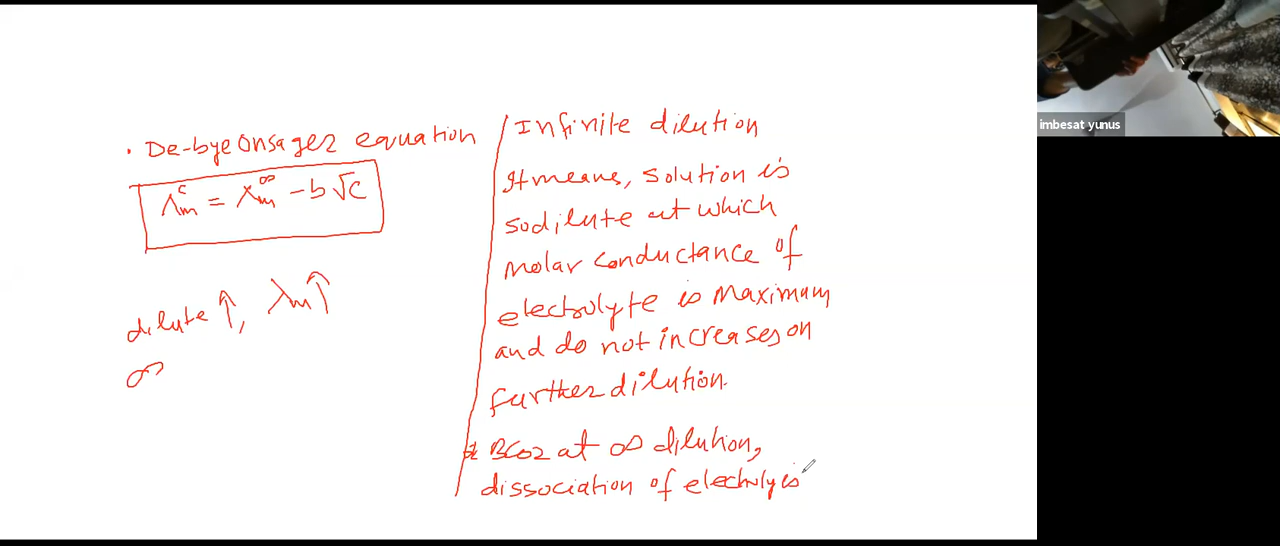 . De-bye Onsager equation
λm^c = λm^∞ - b√c
dilute ↑, λm ↑
∞
Infinite dilution
It means, solution is
so dilute at which
molar conductance of
electrolyte is Maximum
and do not increases on
further dilution.
* BCoz at ∞ dilution,
dissociation of electrolyis
imbesat yunus